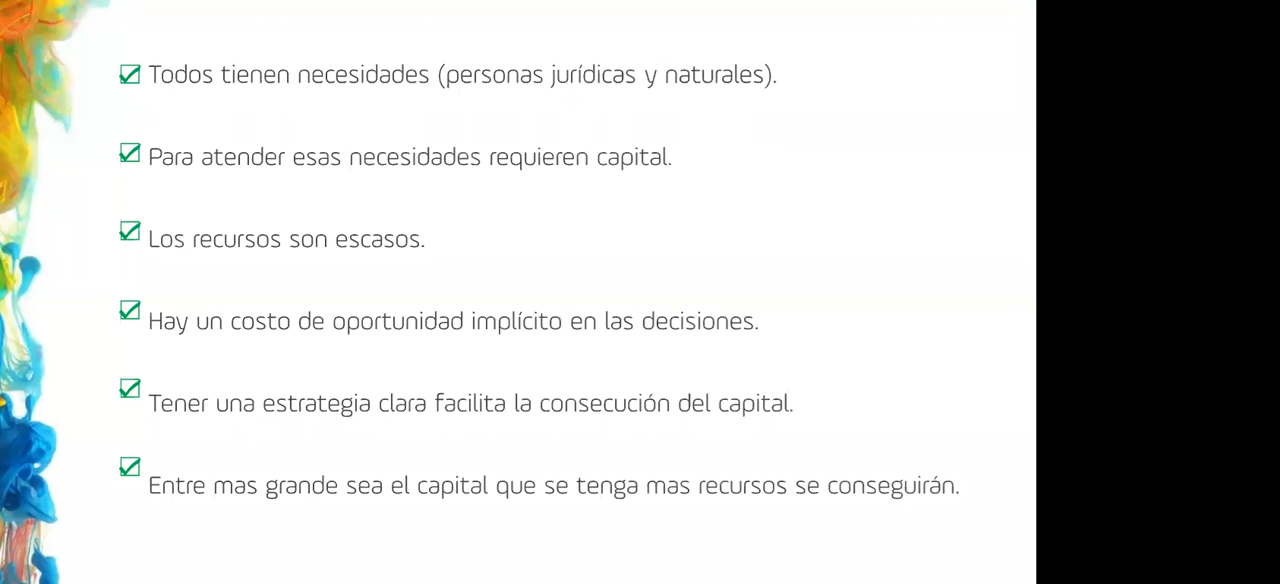 Todos tienen necesidades (personas jurídicas y naturales).
Para atender esas necesidades requieren capital.
Los recursos son escasos.
Hay un costo de oportunidad implícito en las decisiones.
Tener una estrategia clara facilita la consecución del capital.
Entre mas grande sea el capital que se tenga mas recursos se conseguirán.